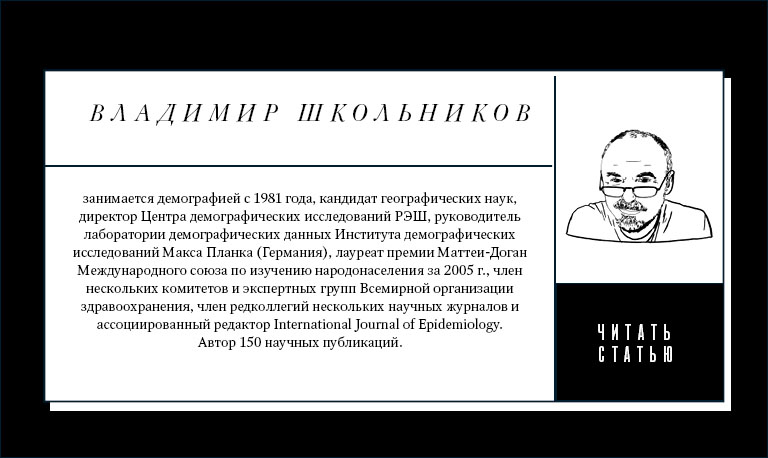 ВЛАДИМИР ШКОЛЬНИКОВ
занимается демографией с 1981 года, кандидат географических наук,
директор Центра демографических исследований РЭШ, руководитель
лаборатории демографических данных Института демографических
исследований Макса Планка (Германия), лауреат премии Маттеи-Доган
Международного союза по изучению народонаселения за 2005 г., член
нескольких комитетов и экспертных групп Всемирной организации
здравоохранения, член редколлегий нескольких научных журналов и
ассоциированный редактор International Journal of Epidemiology.
Автор 150 научных публикаций.
ЧИТАТЬ
СТАТЬЮ